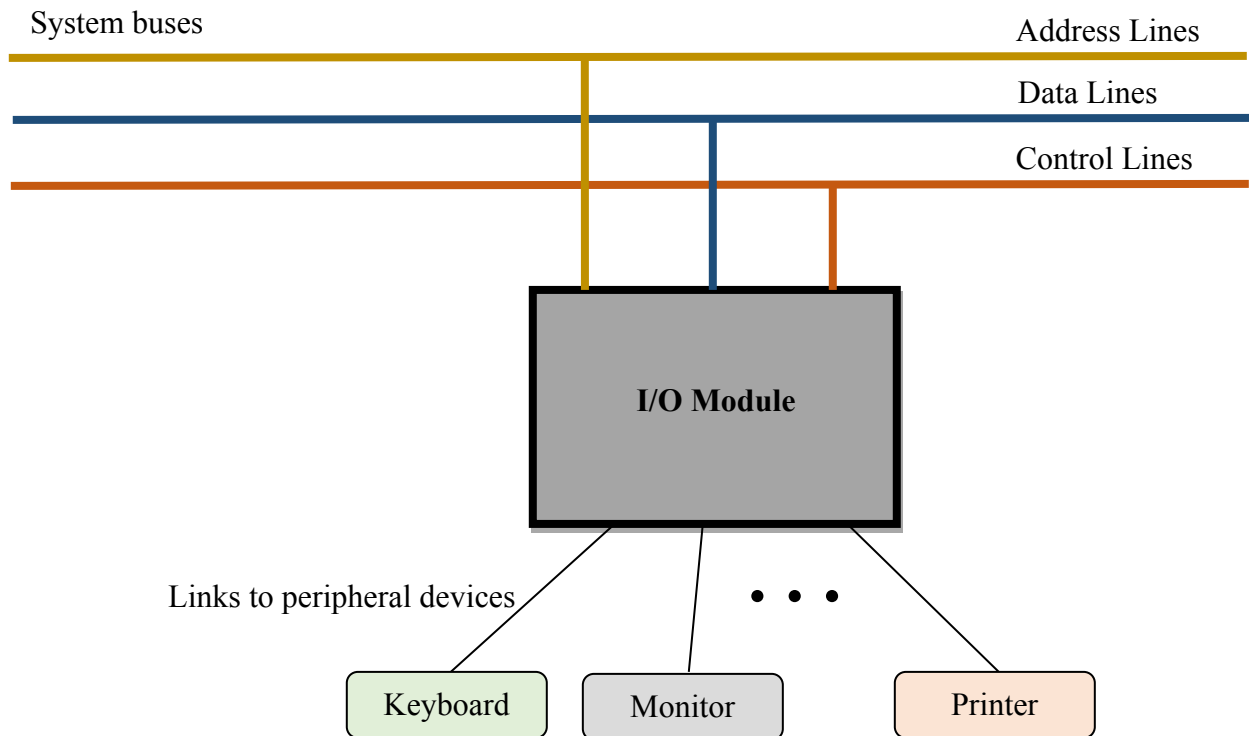 System buses
Address Lines
Data Lines
Control Lines
I/O Module
Links to peripheral devices
Keyboard
Monitor
Printer